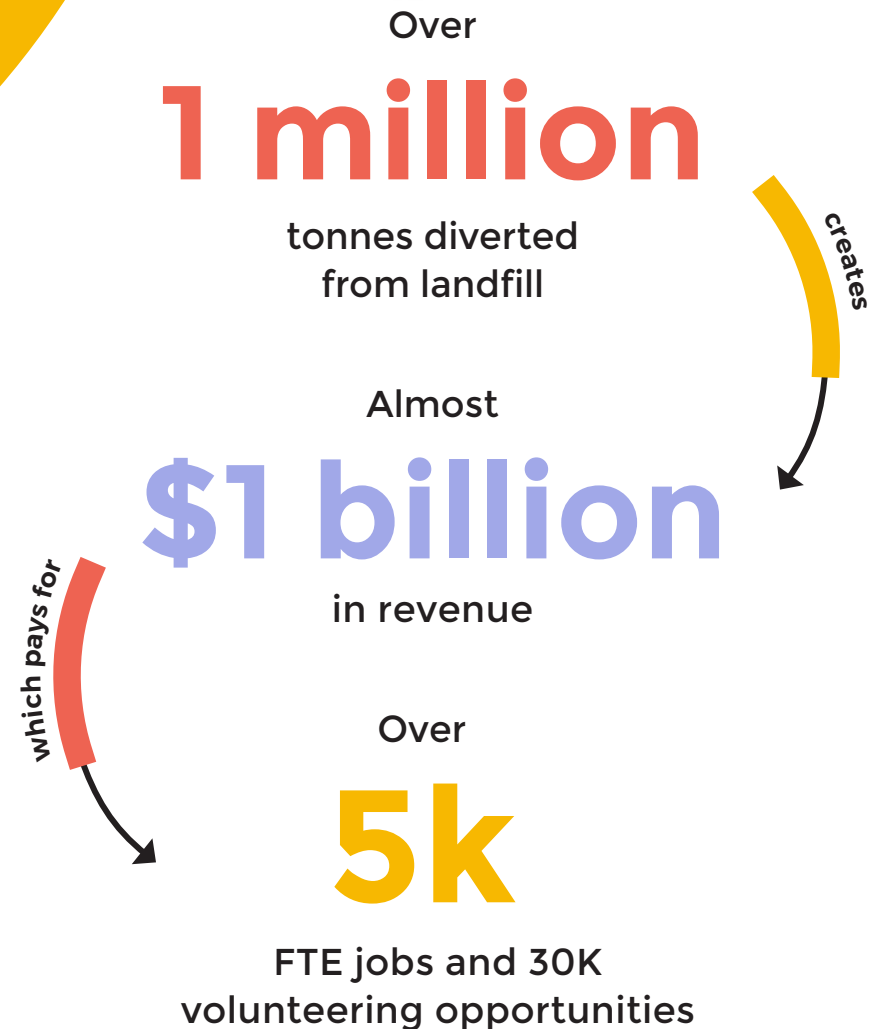 Over
1 million
tonnes diverted
from landfill
creates
Almost
$1 billion
in revenue
which pays for
Over
5k
FTE jobs and 30K
volunteering opportunities